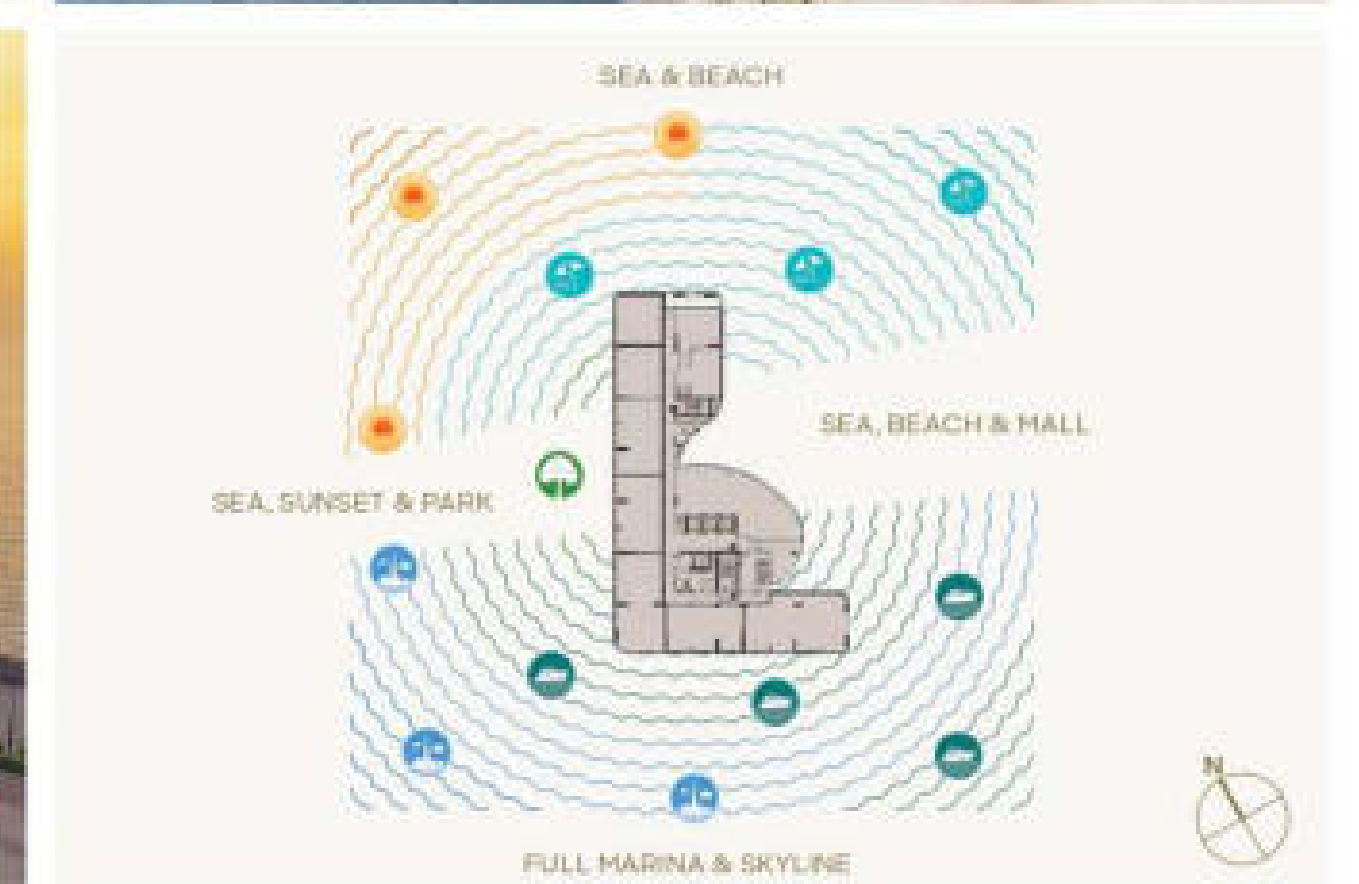 SEA & BEACH
SEA, BEACH & MALL
SEA, SUNSET & PARK
N
FULL MARINA & SKYLINE